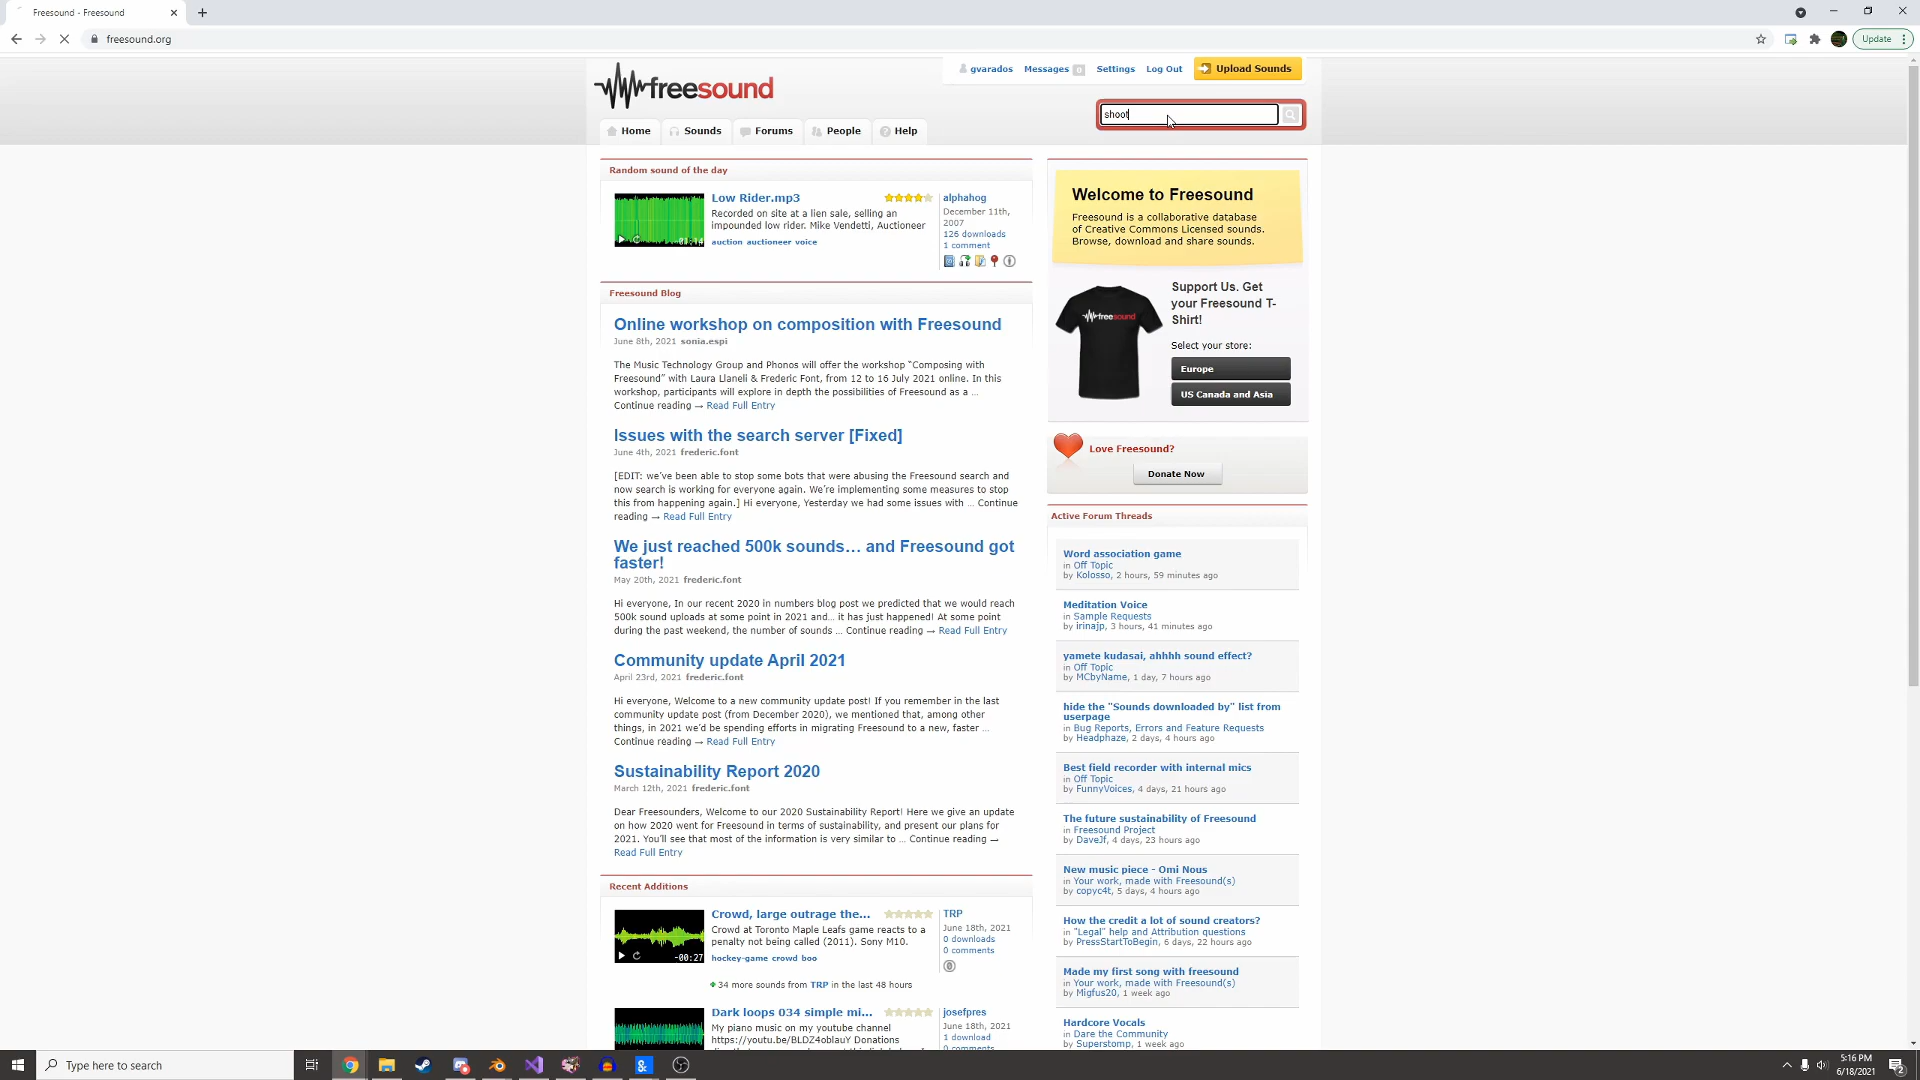 Freesound - Freesound
freesound.org
Update
freesound
gvarados Messages 0 Settings Log Out Upload Sounds
shoot
Home Sounds Forums People Help
Random sound of the day
Low Rider.mp3
Recorded on site at a lien sale, selling an
impounded low rider. Mike Vendetti, Auctioneer
auction auctioneer voice
alphahog
December 11th,
2007
126 downloads
1 comment
Freesound Blog
Online workshop on composition with Freesound
June 8th, 2021 sonia.espi
The Music Technology Group and Phonos will offer the workshop “Composing with
Freesound” with Laura Llaneli & Frederic Font, from 12 to 16 July 2021 online. In this
workshop, participants will explore in depth the possibilities of Freesound as a ...
Continue reading → Read Full Entry
Issues with the search server [Fixed]
June 4th, 2021 frederic.font
[EDIT: we’ve been able to stop some bots that were abusing the Freesound search and
now search is working for everyone again. We’re implementing some measures to stop
this from happening again.] Hi everyone, Yesterday we had some issues with ... Continue
reading → Read Full Entry
We just reached 500k sounds… and Freesound got
faster!
May 20th, 2021 frederic.font
Hi everyone, In our recent 2020 in numbers blog post we predicted that we would reach
500k sound uploads at some point in 2021 and… it has just happened! At some point
during the past weekend, the number of sounds ... Continue reading → Read Full Entry
Community update April 2021
April 23rd, 2021 frederic.font
Hi everyone, Welcome to a new community update post! If you remember in the last
community update post (from December 2020), we mentioned that, among other
things, in 2021 we’d be spending efforts in migrating Freesound to a new, faster ...
Continue reading → Read Full Entry
Sustainability Report 2020
March 12th, 2021 frederic.font
Dear Freesounders, Welcome to our 2020 Sustainability Report! Here we give an update
on how 2020 went for Freesound in terms of sustainability, and present our plans for
2021. You’ll see that most of the information is very similar to ... Continue reading →
Read Full Entry
Recent Additions
Crowd, large outrage the...
Crowd at Toronto Maple Leafs game reacts to a
penalty not being called (2011). Sony M10.
hockey-game crowd boo
-00:27
TRP
June 18th, 2021
0 downloads
0 comments
34 more sounds from TRP in the last 48 hours
Dark loops 034 simple mi...
My piano music on my youtube channel
https://youtu.be/BLDZ4oblauY Donations
josefpres
June 18th, 2021
1 download
0 comments
Welcome to Freesound
Freesound is a collaborative database
of Creative Commons Licensed sounds.
Browse, download and share sounds.
freesound
Support Us. Get
your Freesound T-
Shirt!
Select your store:
Europe
US Canada and Asia
Love Freesound?
Donate Now
Active Forum Threads
Word association game
in Off Topic
by Kolosso, 2 hours, 59 minutes ago
Meditation Voice
in Sample Requests
by irinajp, 3 hours, 41 minutes ago
yamete kudasai, ahhhh sound effect?
in Off Topic
by MCbyName, 1 day, 7 hours ago
hide the "Sounds downloaded by" list from
userpage
in Bug Reports, Errors and Feature Requests
by Headphaze, 2 days, 4 hours ago
Best field recorder with internal mics
in Off Topic
by FunnyVoices, 4 days, 21 hours ago
The future sustainability of Freesound
in Freesound Project
by DaveJf, 4 days, 23 hours ago
New music piece - Omi Nous
in Your work, made with Freesound(s)
by copyc4t, 5 days, 4 hours ago
How the credit a lot of sound creators?
in "Legal" help and Attribution questions
by PressStartToBegin, 6 days, 22 hours ago
Made my first song with freesound
in Your work, made with Freesound(s)
by Migfus20, 1 week ago
Hardcore Vocals
in Dare the Community
by Superstomp, 1 week ago
Type here to search
5:16 PM
6/18/2021
2